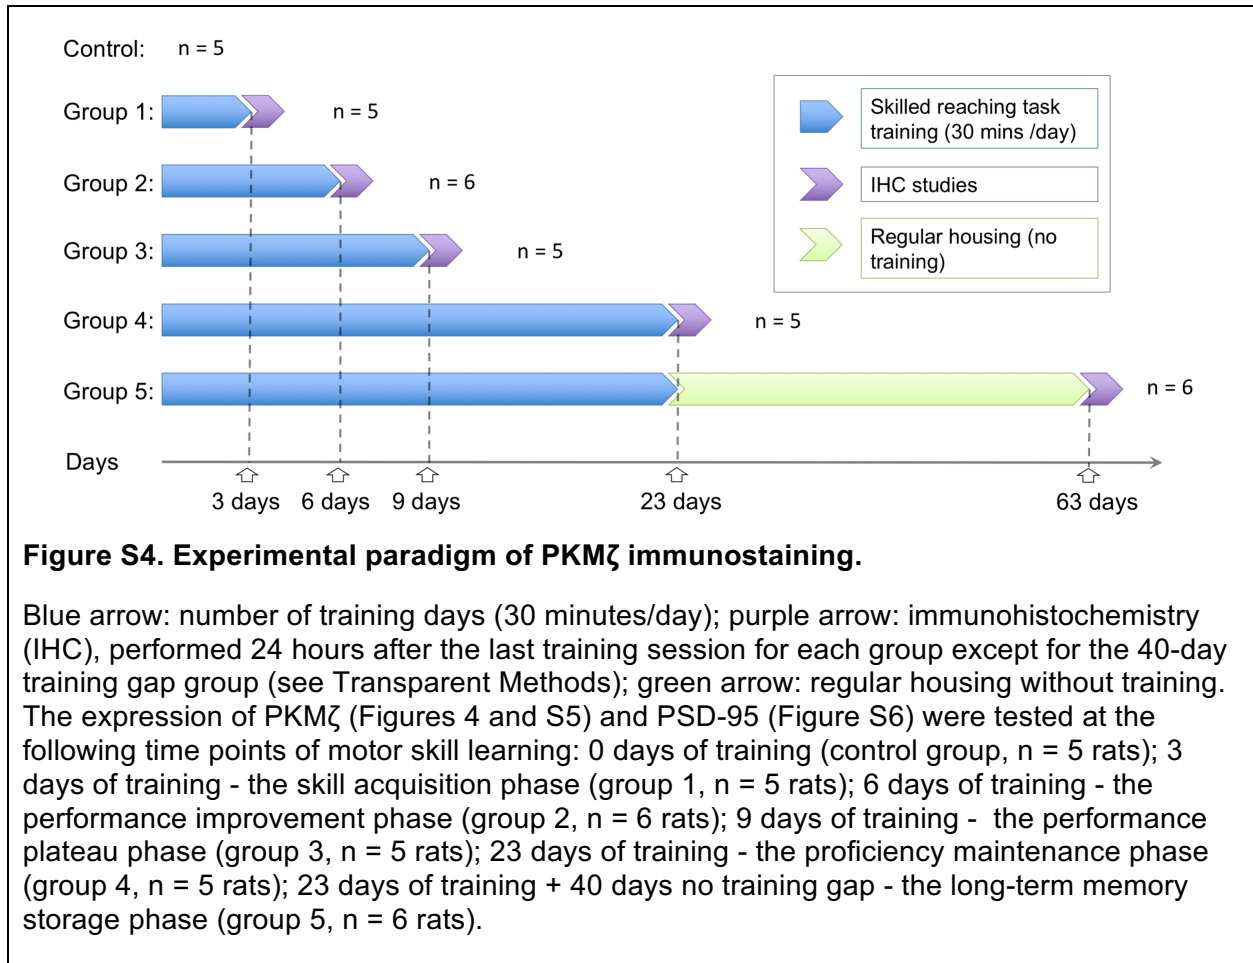 Control: n = 5
Group 1: n = 5
Group 2: n = 6
Group 3: n = 5
Group 4: n = 5
Group 5: n = 6
Skilled reaching task
training (30 mins /day)
IHC studies
Regular housing (no
training)
Days
3 days 6 days 9 days 23 days 63 days
Figure S4. Experimental paradigm of PKMζ immunostaining.
Blue arrow: number of training days (30 minutes/day); purple arrow: immunohistochemistry
(IHC), performed 24 hours after the last training session for each group except for the 40-day
training gap group (see Transparent Methods); green arrow: regular housing without training.
The expression of PKMζ (Figures 4 and S5) and PSD-95 (Figure S6) were tested at the
following time points of motor skill learning: 0 days of training (control group, n = 5 rats); 3
days of training - the skill acquisition phase (group 1, n = 5 rats); 6 days of training - the
performance improvement phase (group 2, n = 6 rats); 9 days of training - the performance
plateau phase (group 3, n = 5 rats); 23 days of training - the proficiency maintenance phase
(group 4, n = 5 rats); 23 days of training + 40 days no training gap - the long-term memory
storage phase (group 5, n = 6 rats).